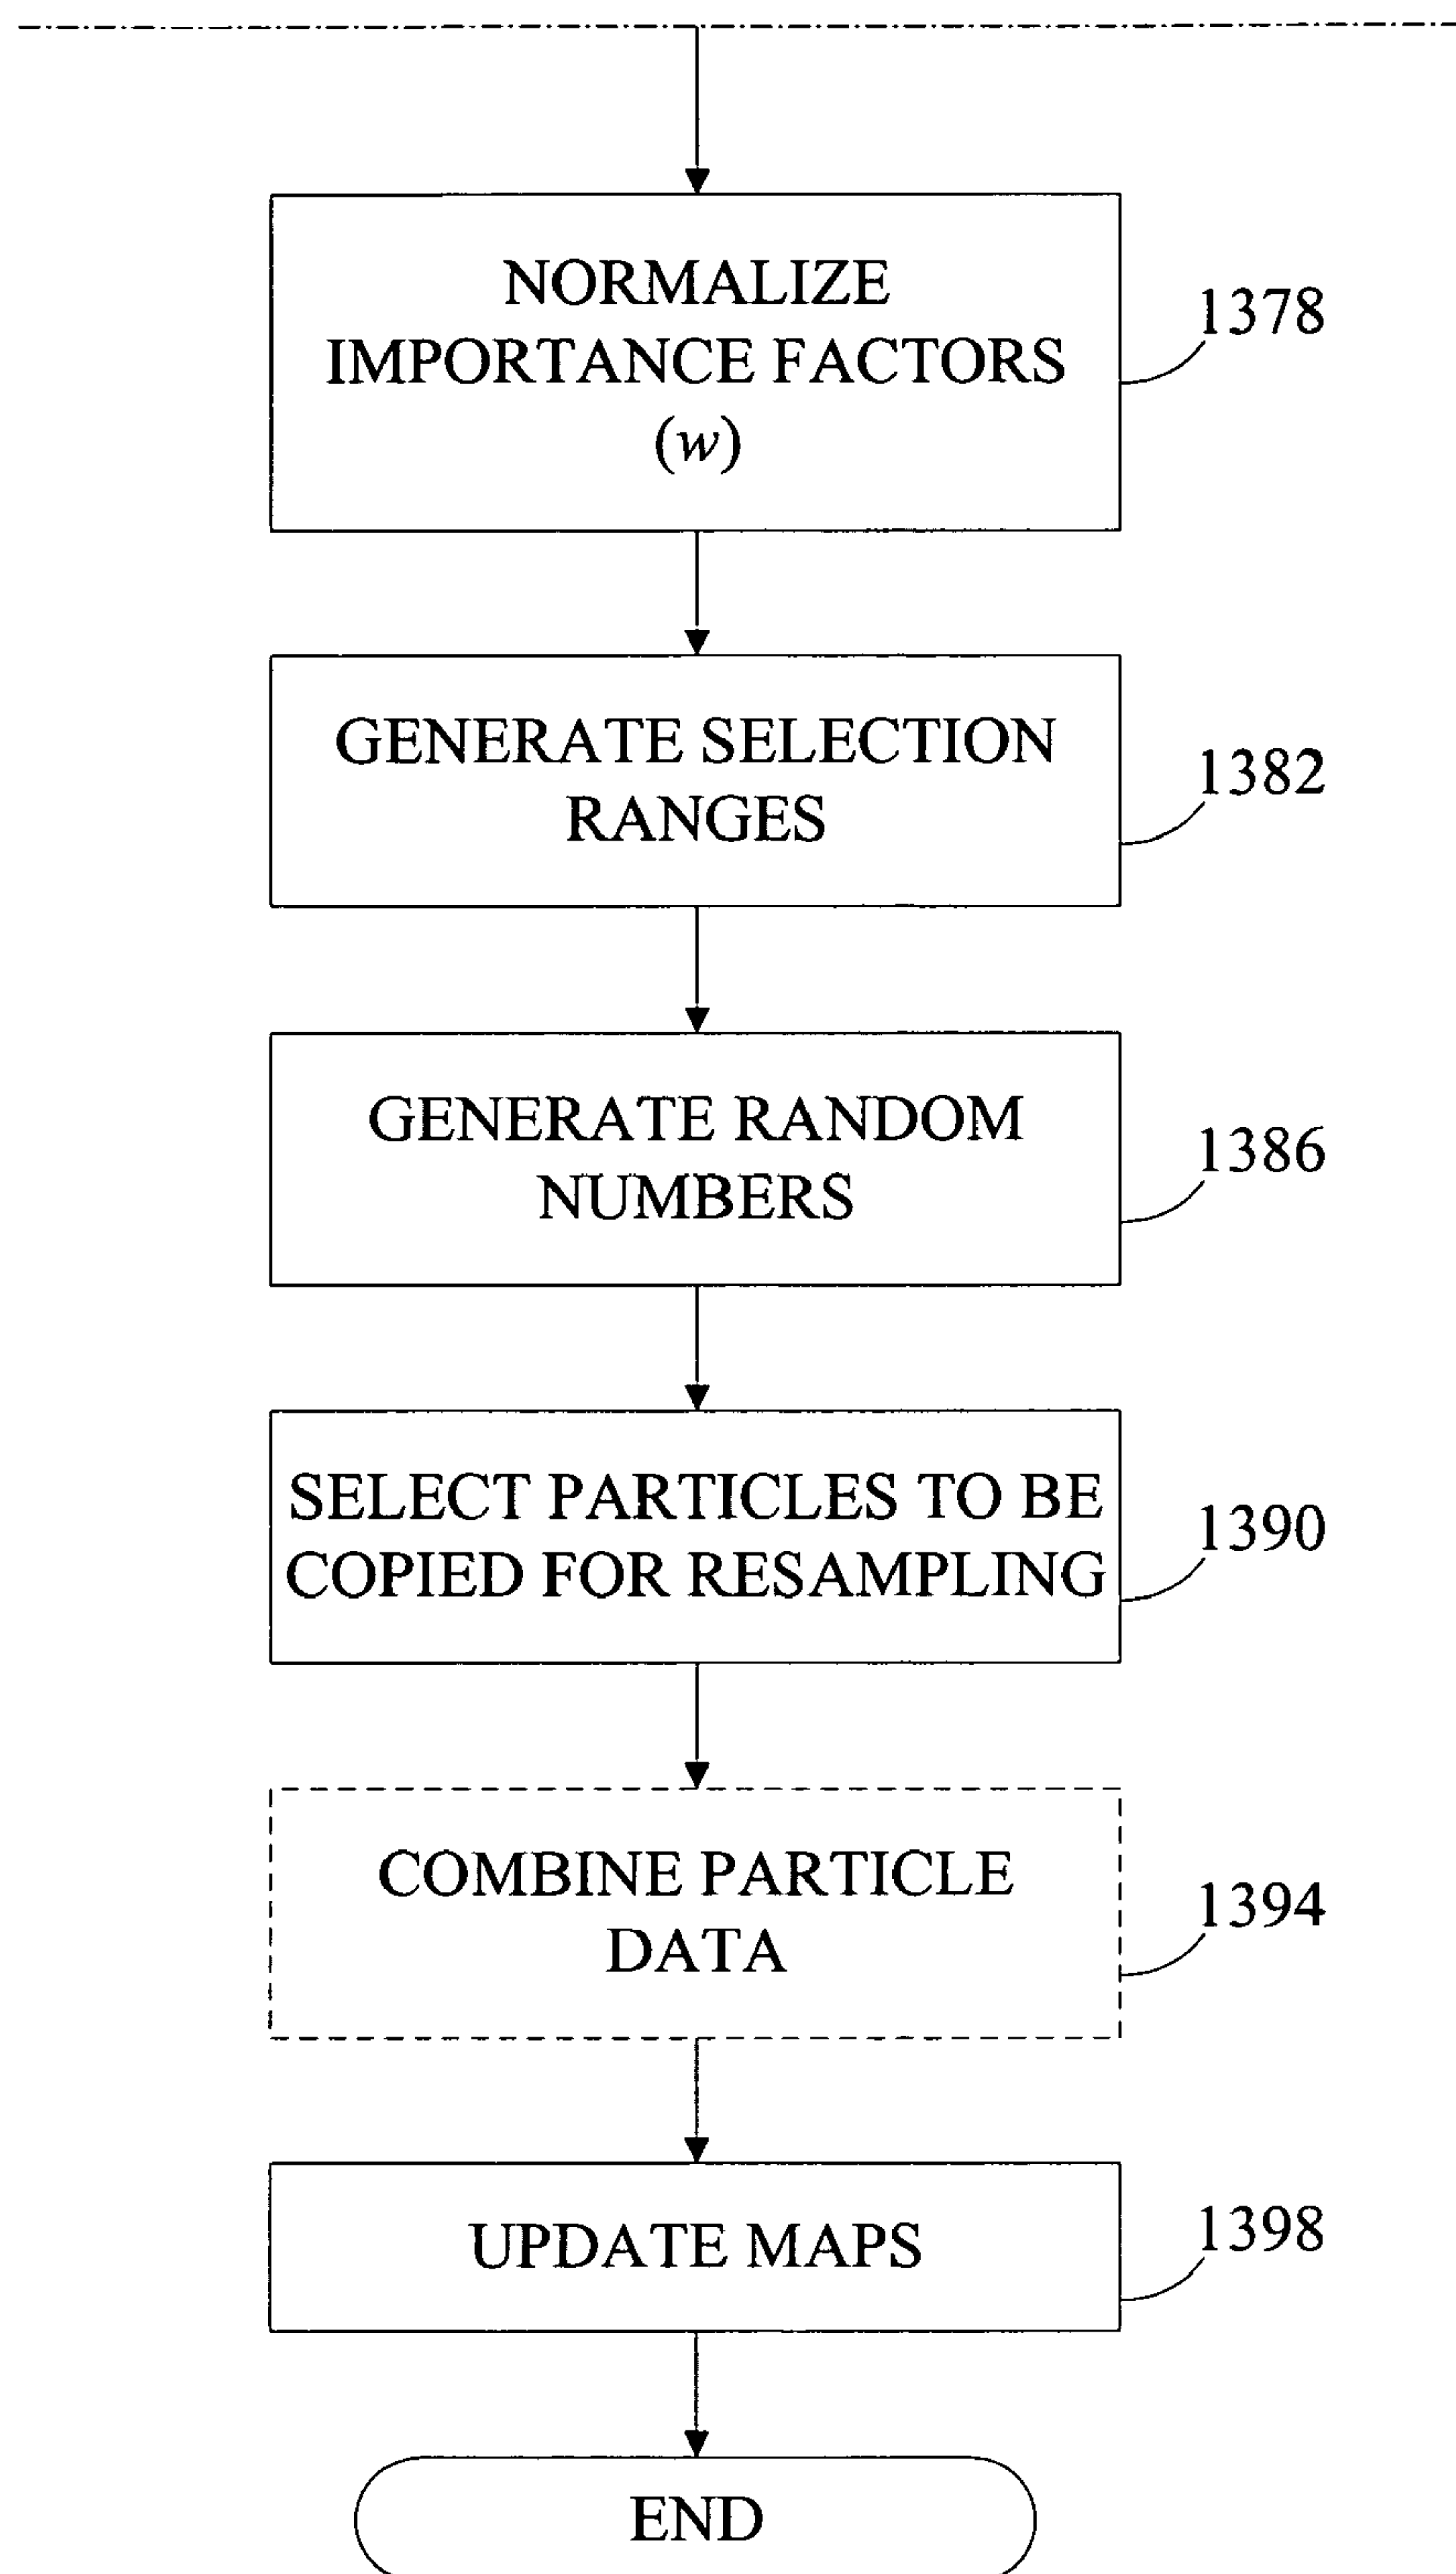 NORMALIZE
IMPORTANCE FACTORS
(w)
1378
GENERATE SELECTION
RANGES
1382
GENERATE RANDOM
NUMBERS
1386
SELECT PARTICLES TO BE
COPIED FOR RESAMPLING
1390
COMBINE PARTICLE
DATA
1394
UPDATE MAPS
1398
END